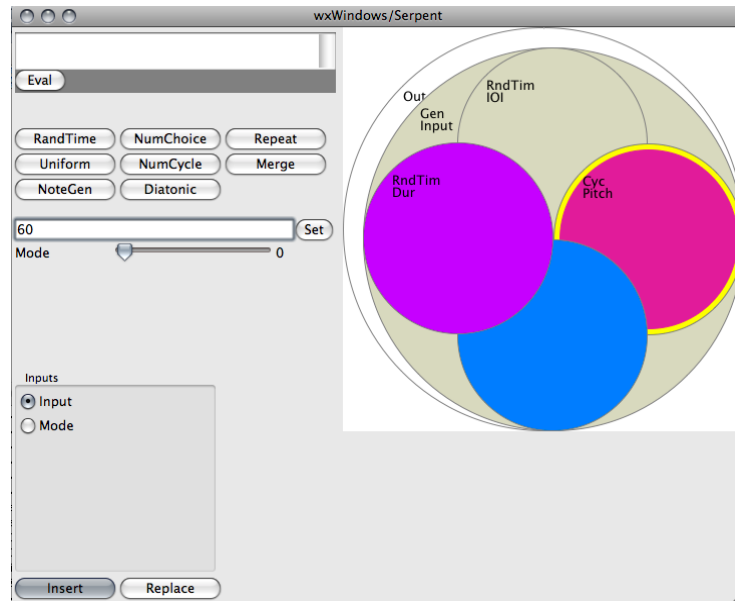 wxWindows/Serpent
Eval
RandTime NumChoice Repeat
Uniform NumCycle Merge
NoteGen Diatonic
60 Set
Mode 0
Inputs
Input
Mode
Insert Replace
Out
Gen
Input
RndTim
IOI
RndTim
Dur
Cyc
Pitch